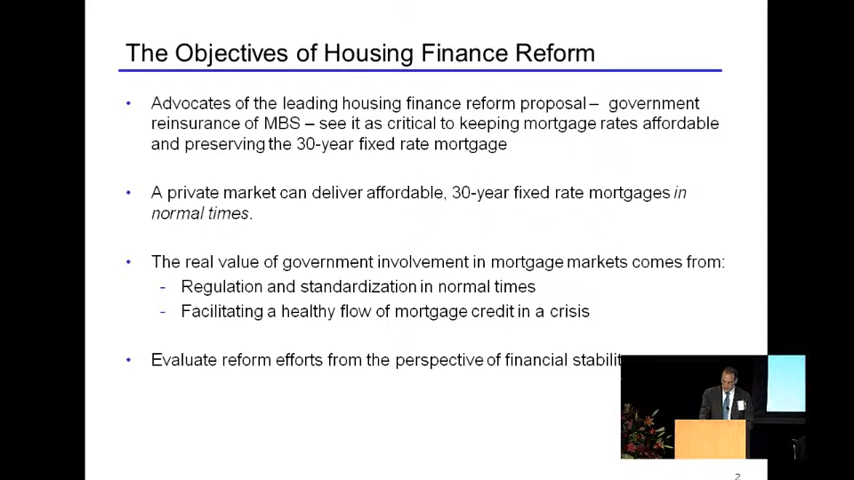 The Objectives of Housing Finance Reform
• Advocates of the leading housing finance reform proposal – government
reinsurance of MBS – see it as critical to keeping mortgage rates affordable
and preserving the 30-year fixed rate mortgage
• A private market can deliver affordable, 30-year fixed rate mortgages in
normal times.
• The real value of government involvement in mortgage markets comes from:
- Regulation and standardization in normal times
- Facilitating a healthy flow of mortgage credit in a crisis
• Evaluate reform efforts from the perspective of financial stabilit
2